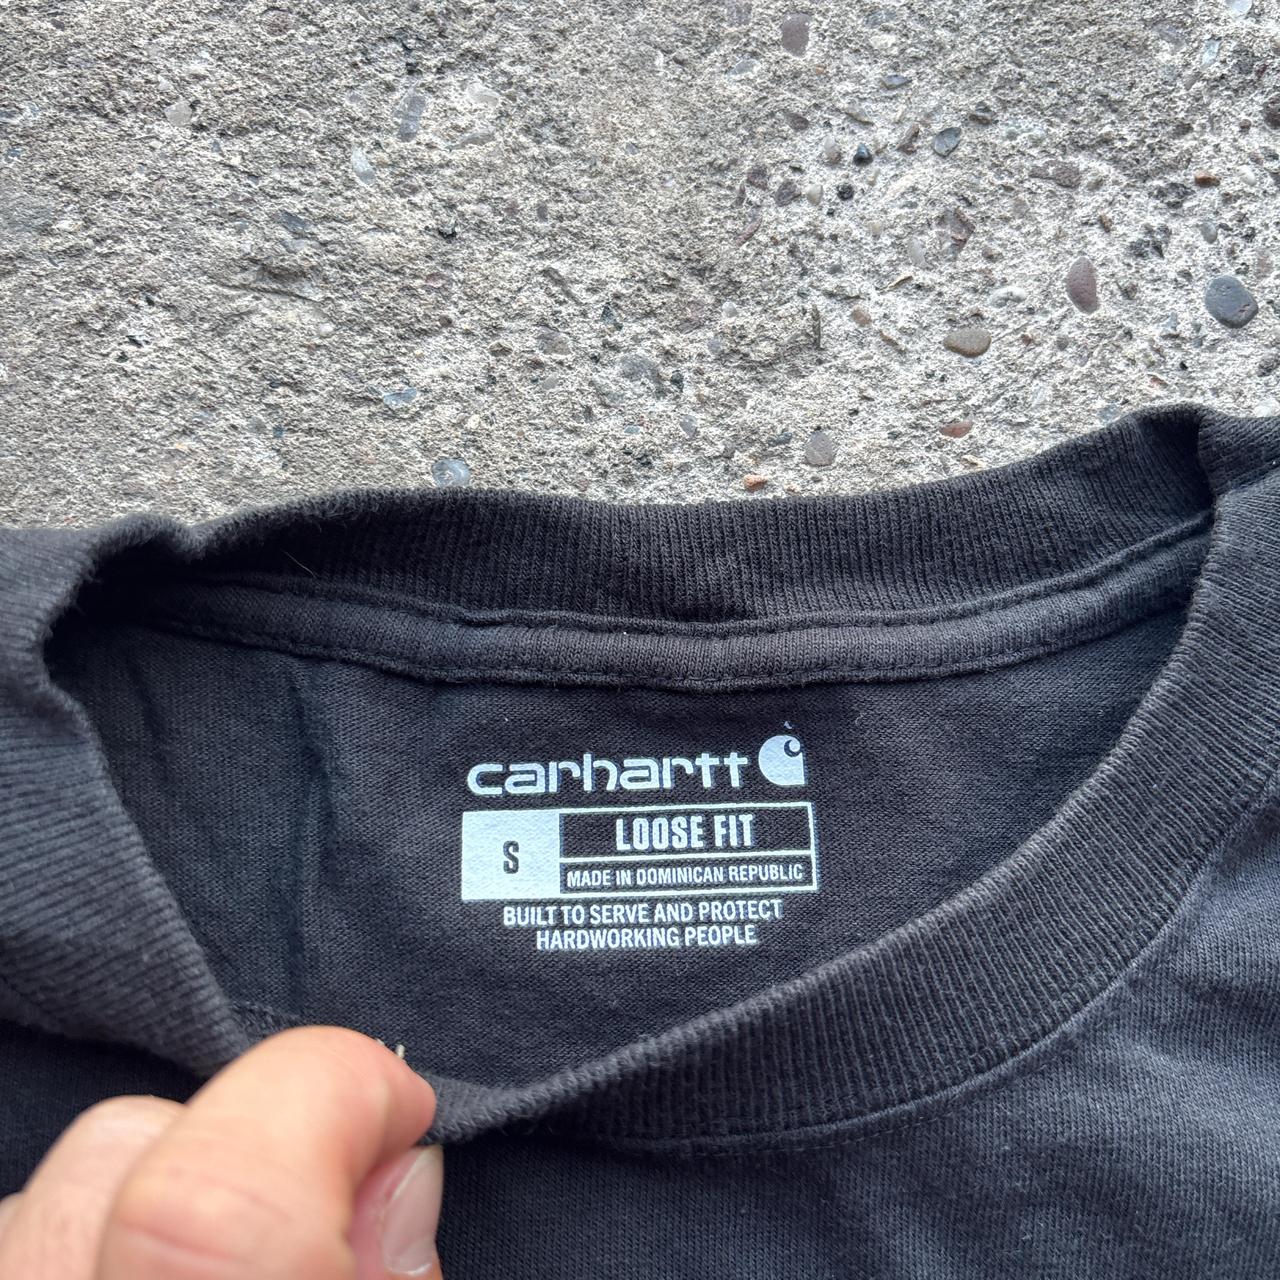 carhartt
S
LOOSE FIT
MADE IN DOMINICAN REPUBLIC
BUILT TO SERVE AND PROTECT
HARDWORKING PEOPLE